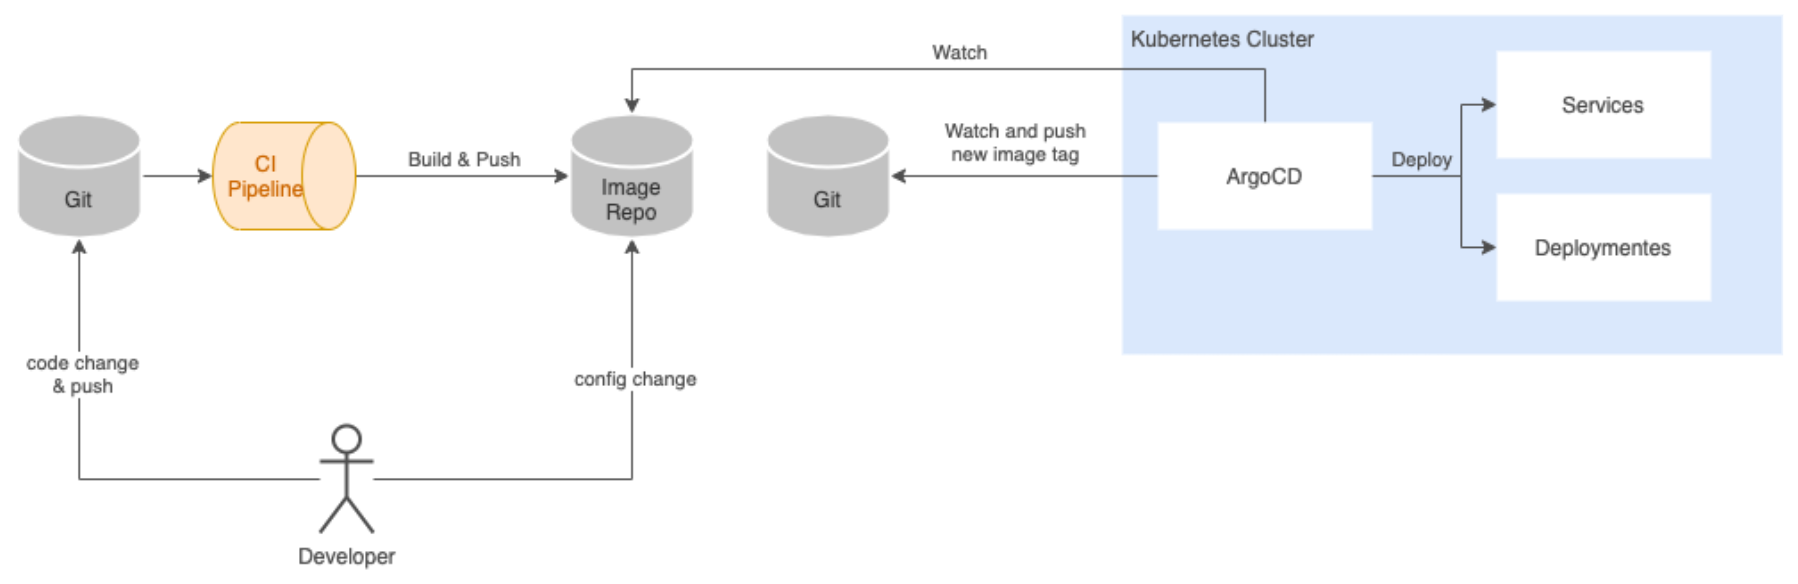 Kubernetes Cluster
Watch
Services
Watch and push
new image tag
CI
Pipeline
Build & Push
Deploy
Git
Image
Repo
Git
ArgoCD
Deploymentes
code change
& push
config change
Developer